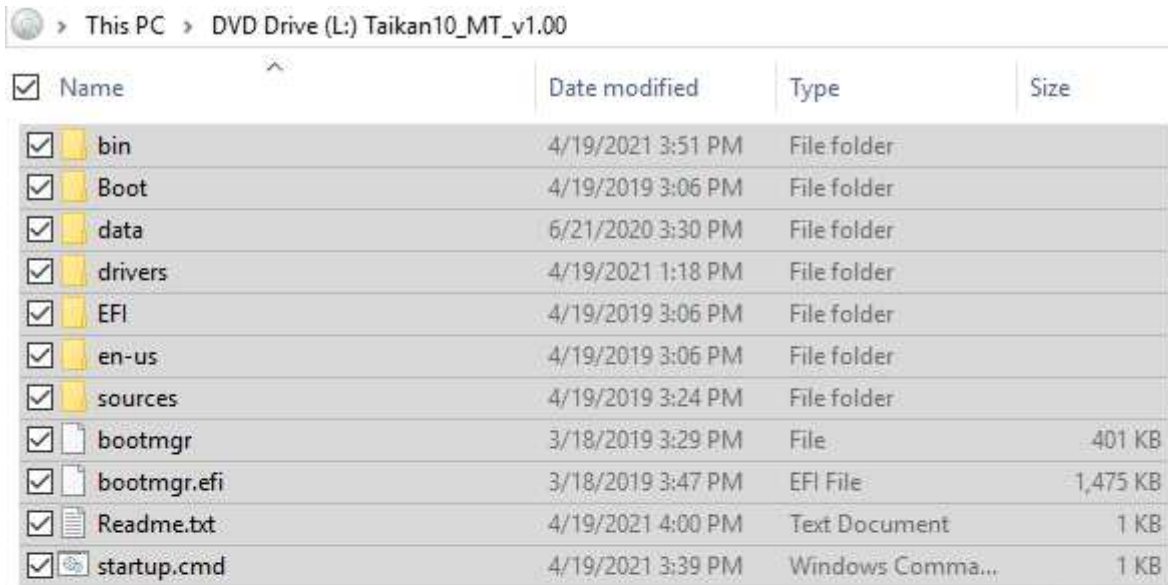 This PC > DVD Drive (L:) Taikan10_MT_v1.00
Name Date modified Type Size
bin 4/19/2021 3:51 PM File folder
Boot 4/19/2019 3:06 PM File folder
data 6/21/2020 3:30 PM File folder
drivers 4/19/2021 1:18 PM File folder
EFI 4/19/2019 3:06 PM File folder
en-us 4/19/2019 3:06 PM File folder
sources 4/19/2019 3:24 PM File folder
bootmgr 3/18/2019 3:29 PM File 401 KB
bootmgr.efi 3/18/2019 3:47 PM EFI File 1,475 KB
Readme.txt 4/19/2021 4:00 PM Text Document 1 KB
startup.cmd 4/19/2021 3:39 PM Windows Comma... 1 KB